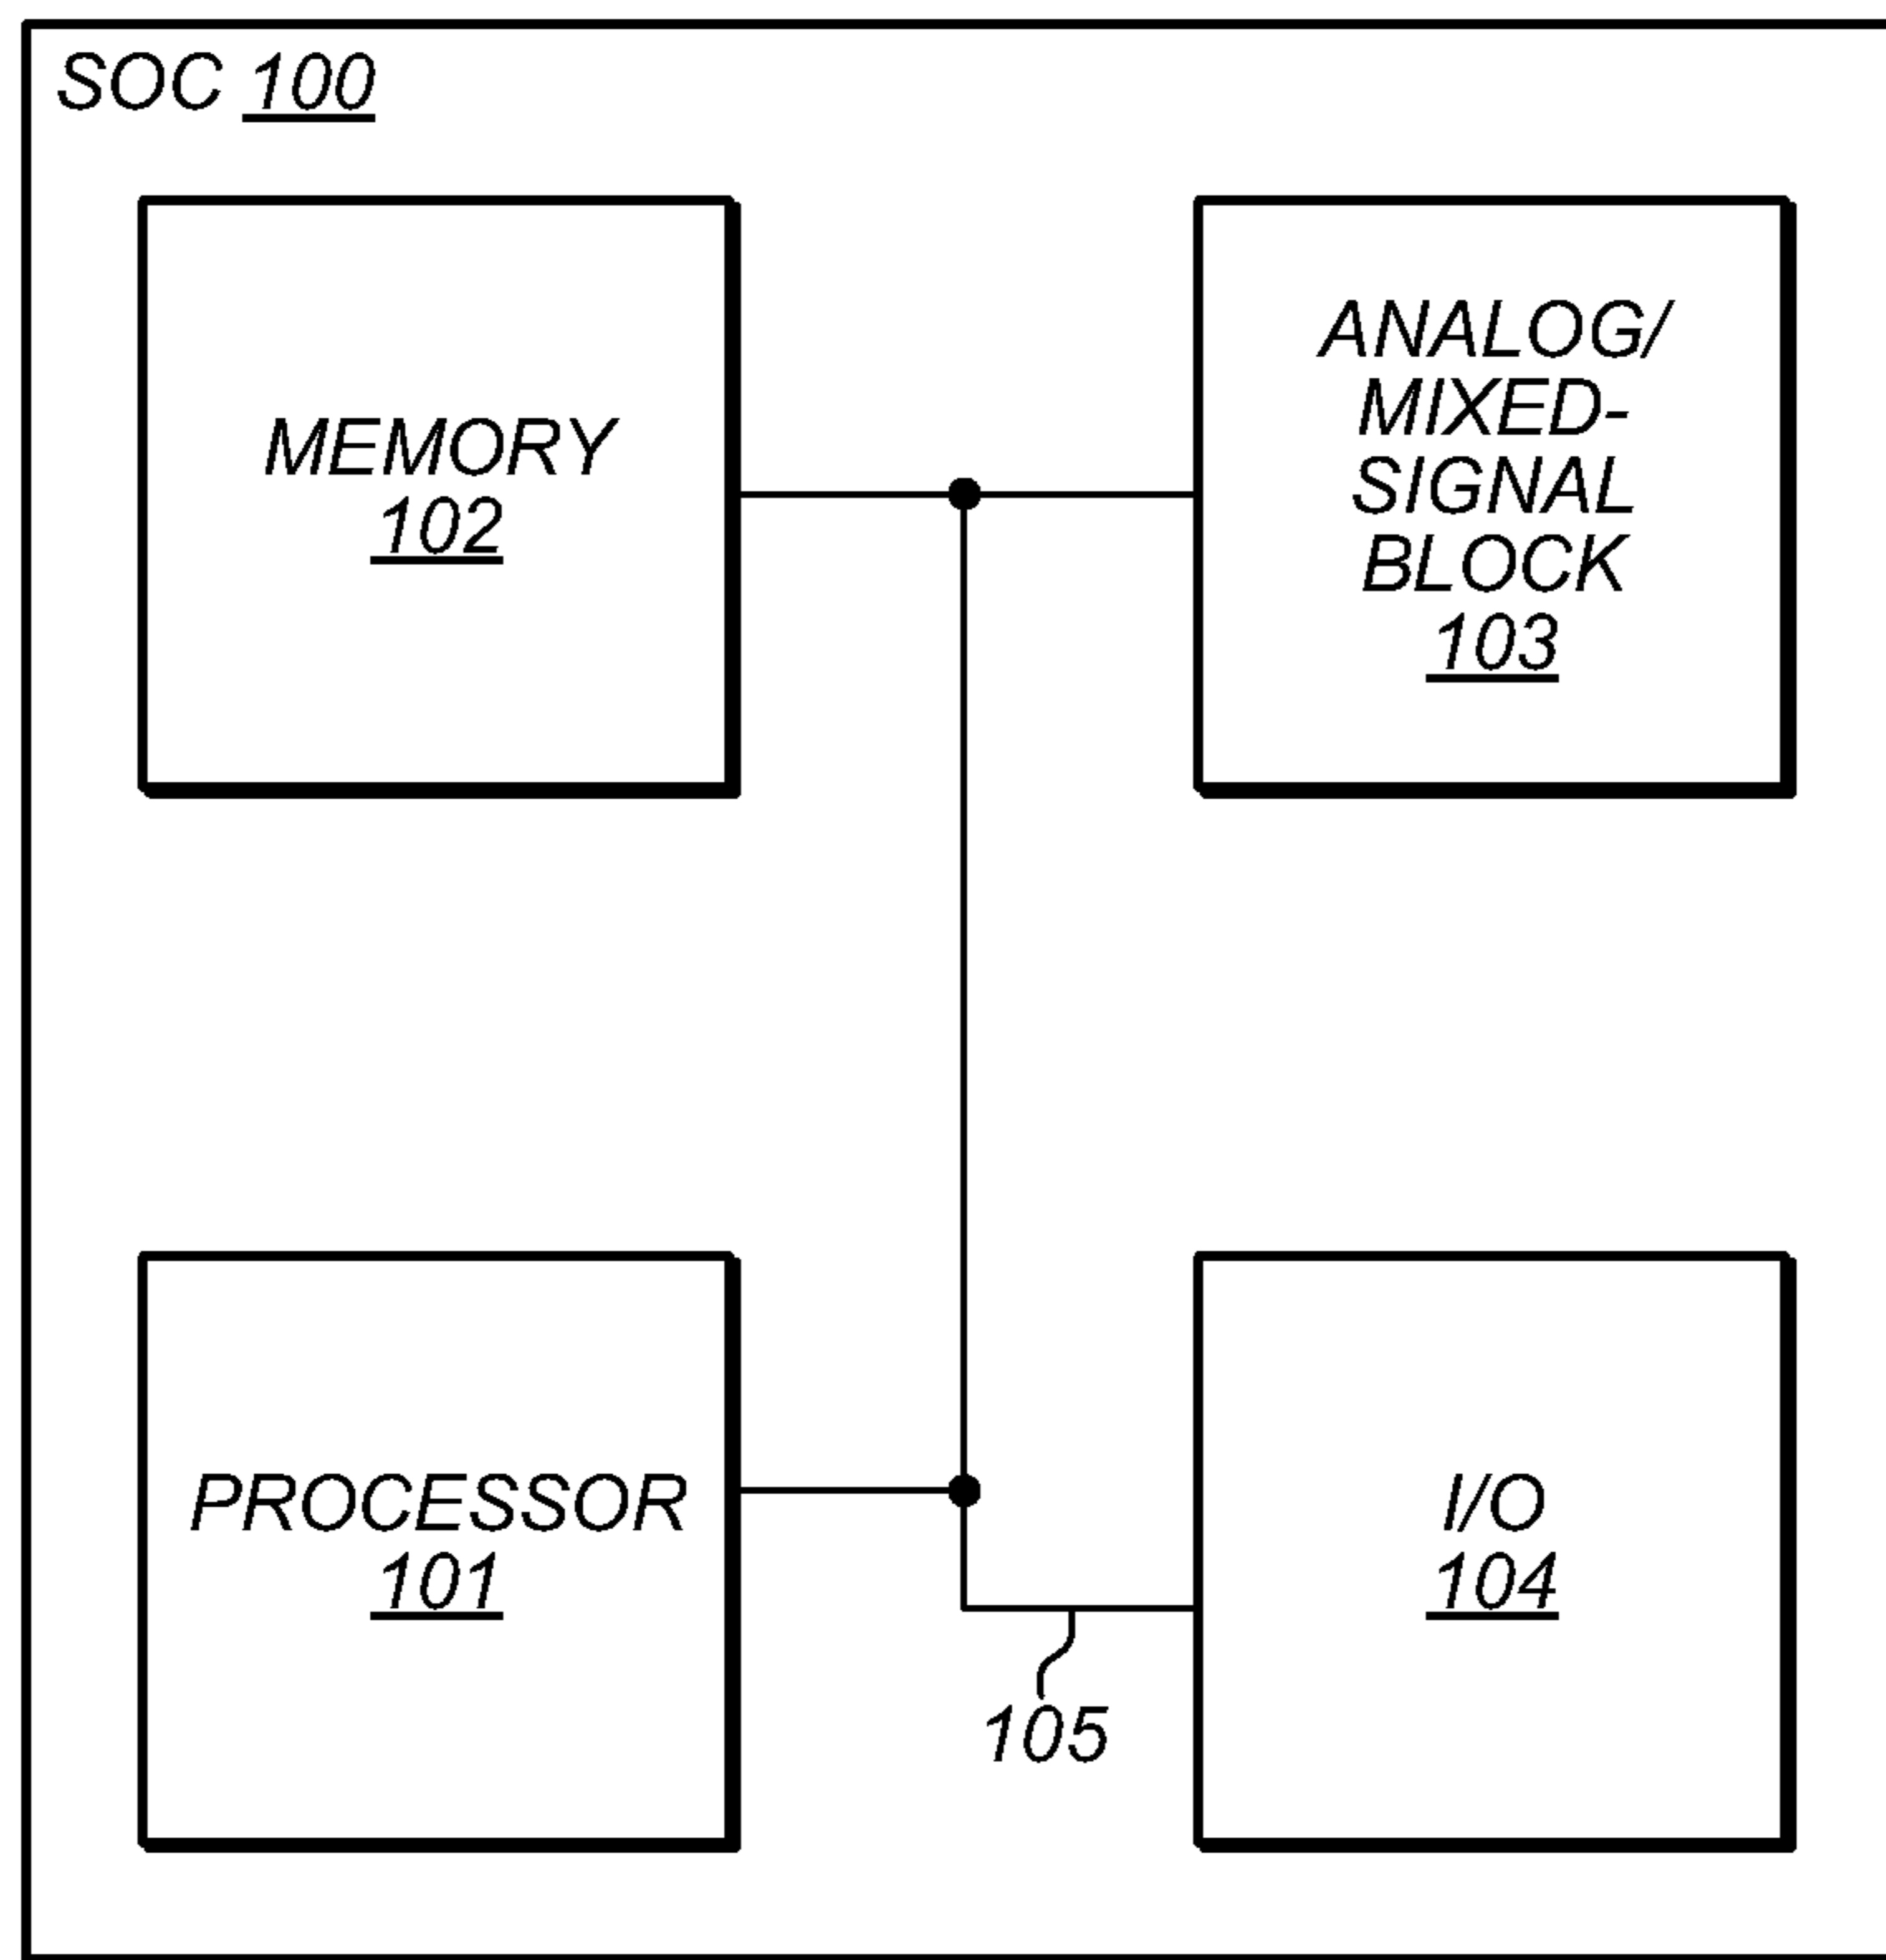 SOC 100
MEMORY
102
ANALOG/
MIXED-
SIGNAL
BLOCK
103
PROCESSOR
101
I/O
104
105